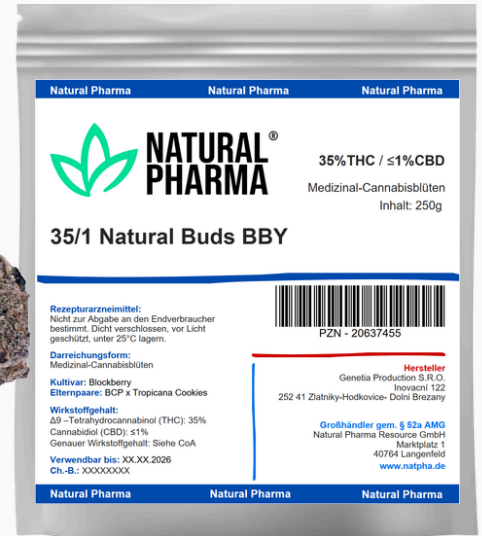 Natural Pharma Natural Pharma Natural Pharma
NATURAL®
PHARMA
35%THC / ≤1%CBD
Medizinal-Cannabisblüten
Inhalt: 250g
35/1 Natural Buds BBY
Rezepturarzneimittel:
Nicht zur Abgabe an den Endverbraucher
bestimmt. Dicht verschlossen, vor Licht
geschützt, unter 25°C lagern.
Darreichungsform:
Medizinal-Cannabisblüten
Kultivar: Blockberry
Elternpaare: BCP x Tropicana Cookies
Wirkstoffgehalt:
Δ9 –Tetrahydrocannabinol (THC): 35%
Cannabidiol (CBD): ≤1%
Genauer Wirkstoffgehalt: Siehe CoA
Verwendbar bis: XX.XX.2026
Ch.-B.: XXXXXXXX
PZN - 20637455
Hersteller
Genetia Production S.R.O.
Inovací 122
252 41 Zlatniky-Hodkovice- Dolni Brezany
Großhändler gem. § 52a AMG
Natural Pharma Resource GmbH
Marktplatz 1
40764 Langenfeld
www.natpha.de
Natural Pharma Natural Pharma Natural Pharma